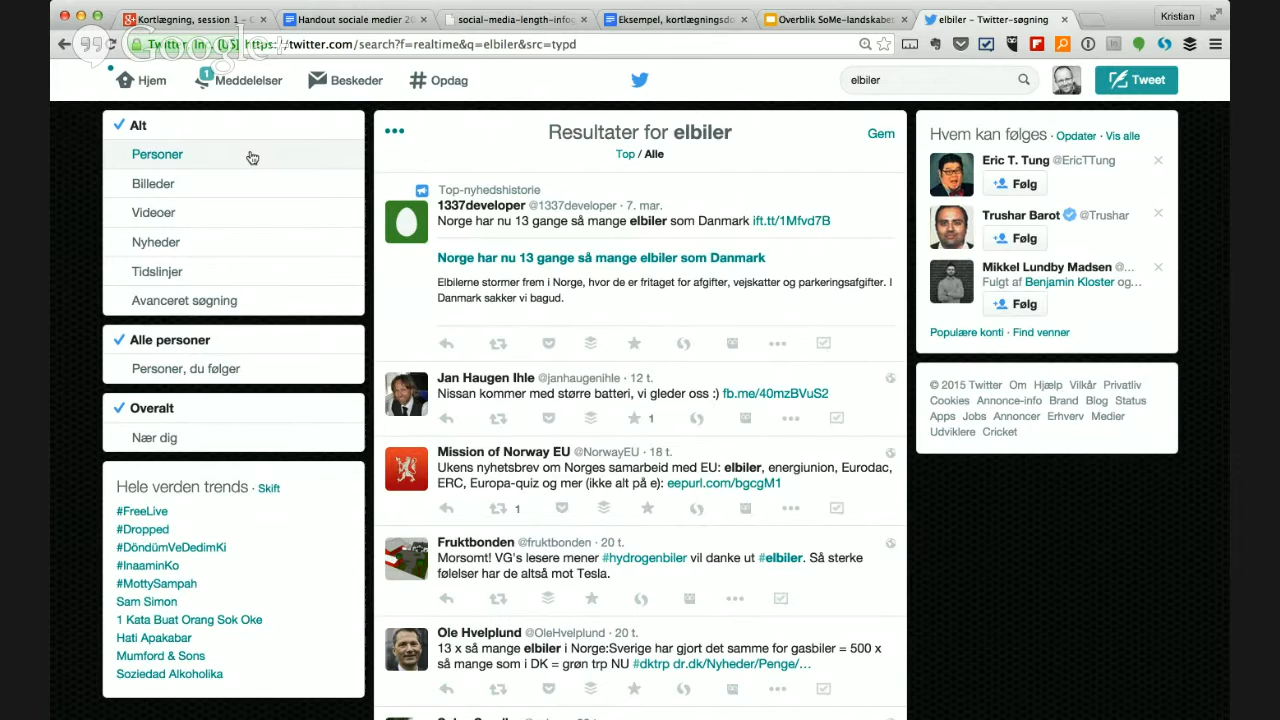 Kortlægning, session 1 – G
Handout sociale medier 20
social-media-length-infog
Eksempel, kortlægningsdo
Overblik SoMe-landskabet
elbiler – Twitter-søgning
Kristian
Google+
Twitter, Inc. [US] https://twitter.com/search?f=realtime&q=elbiler&src=typd
Hjem
1
Meddelelser
Beskeder
Opdag
elbiler
Tweet
Alt
Personer
Billeder
Videoer
Nyheder
Tidslinjer
Avanceret søgning
Alle personer
Personer, du følger
Overalt
Nær dig
Hele verden trends · Skift
#FreeLive
#Dropped
#DöndümVeDedimKi
#InaaminKo
#MottySampah
Sam Simon
1 Kata Buat Orang Sok Oke
Hati Apakabar
Mumford & Sons
Soziedad Alkoholika
Resultater for elbiler
Gem
Top / Alle
Top-nyhedshistorie
1337developer @1337developer · 7. mar.
Norge har nu 13 gange så mange elbiler som Danmark ift.tt/1Mfvd7B
Norge har nu 13 gange så mange elbiler som Danmark
Elbilerne stormer frem i Norge, hvor de er fritaget for afgifter, vejskatter og parkeringsafgifter. I
Danmark sakker vi bagud.
Jan Haugen Ihle @janhaugenihle · 12 t.
Nissan kommer med større batteri, vi gleder oss :) fb.me/40mzBVuS2
1
Mission of Norway EU @NorwayEU · 18 t.
Ukens nyhetsbrev om Norges samarbeid med EU: elbiler, energiunion, Eurodac,
ERC, Europa-quiz og mer (ikke alt på e): eepurl.com/bgcgM1
1
Fruktbonden @fruktbonden · 20 t.
Morsomt! VG's lesere mener #hydrogenbiler vil danke ut #elbiler. Så sterke
følelser har de altså mot Tesla.
Ole Hvelplund @OleHvelplund · 20 t.
13 x så mange elbiler i Norge:Sverige har gjort det samme for gasbiler = 500 x
så mange som i DK = grøn trp NU #dktrp dr.dk/Nyheder/Penge/…
Hvem kan følges · Opdater · Vis alle
Eric T. Tung @EricTTung
Følg
Trushar Barot @Trushar
Følg
Mikkel Lundby Madsen @...
Fulgt af Benjamin Kloster og...
Følg
Populære konti · Find venner
© 2015 Twitter Om Hjælp Vilkår Privatliv
Cookies Annonce-info Brand Blog Status
Apps Jobs Annoncer Erhverv Medier
Udviklere Cricket